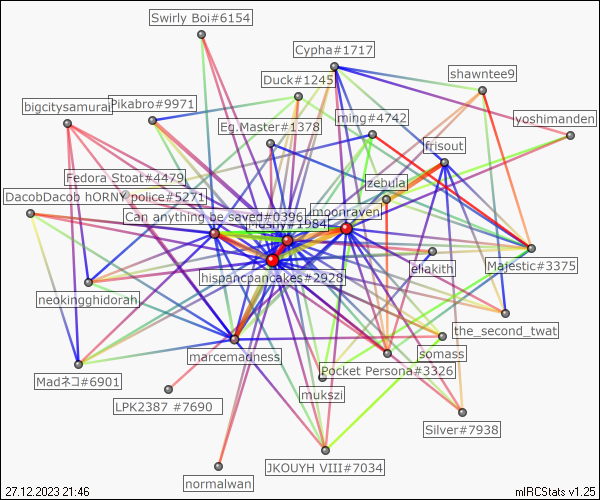 Swirly Boi#6154
Cypha#1717
Duck#1245
shawntee9
bigcitysamurai
Pikabro#9971
ming#4742
yoshimanden
Eg.Master#1378
frisout
Fedora Stoat#4479
zebula
DacobDacob hORNY police#5271
Can anything be saved#0396
moonraven
#1984
eliakith
Majestic#3375
hispancpancakes#2928
neokingghidorah
the_second_twat
marcemadness
somass
Pocket Persona#3326
Madネコ#6901
mukszi
LPK2387 #7690
Silver#7938
JKOUYH VIII#7034
normalwan
27.12.2023 21:46
mIRCStats v1.25